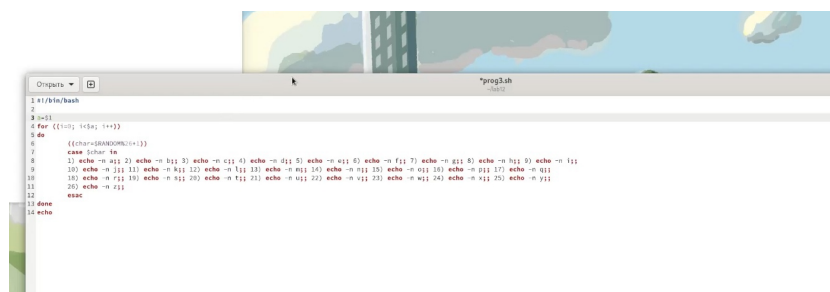 Открыть
*prog3.sh
~/lab12
1 #!/bin/bash
2
3 a=$1
4 for ((i=0; i<$a; i++))
5 do
6 ((char=$RANDOM%26+1))
7 case $char in
8 1) echo -n a;; 2) echo -n b;; 3) echo -n c;; 4) echo -n d;; 5) echo -n e;; 6) echo -n f;; 7) echo -n g;; 8) echo -n h;; 9) echo -n i;;
9 10) echo -n j;; 11) echo -n k;; 12) echo -n l;; 13) echo -n m;; 14) echo -n n;; 15) echo -n o;; 16) echo -n p;; 17) echo -n q;;
10 18) echo -n r;; 19) echo -n s;; 20) echo -n t;; 21) echo -n u;; 22) echo -n v;; 23) echo -n w;; 24) echo -n x;; 25) echo -n y;;
11 26) echo -n z;;
12 esac
13 done
14 echo